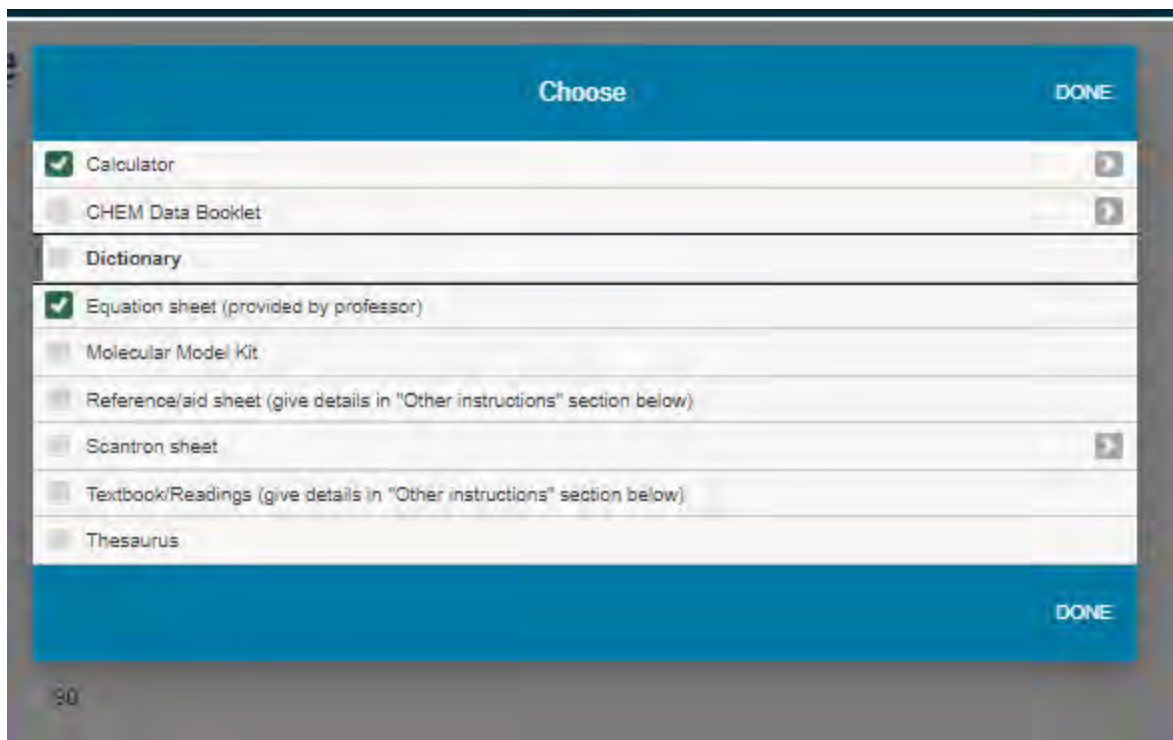 Choose
DONE
Calculator
CHEM Data Booklet
Dictionary
Equation sheet (provided by professor)
Molecular Model Kit
Reference/aid sheet (give details in "Other instructions" section below)
Scantron sheet
Textbook/Readings (give details in "Other instructions" section below)
Thesaurus
DONE
90